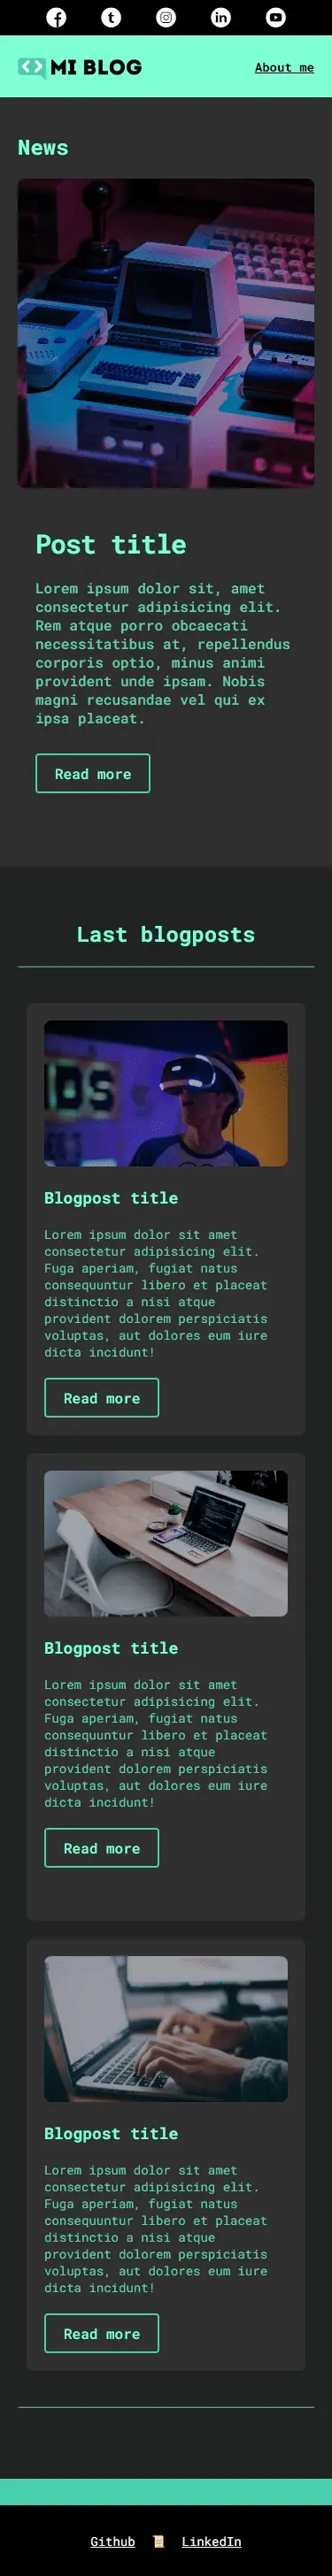 MI BLOG
About me
News
Post title
Lorem ipsum dolor sit, amet
consectetur adipisicing elit.
Rem atque porro obcaecati
necessitatibus at, repellendus
corporis optio, minus animi
provident unde ipsam. Nobis
magni recusandae vel qui ex
ipsa placeat.
Read more
Last blogposts
Blogpost title
Lorem ipsum dolor sit amet
consectetur adipisicing elit.
Fuga aperiam, fugiat natus
consequuntur libero et placeat
distinctio a nisi atque
provident dolorem perspiciatis
voluptas, aut dolores eum iure
dicta incidunt!
Read more
Blogpost title
Lorem ipsum dolor sit amet
consectetur adipisicing elit.
Fuga aperiam, fugiat natus
consequuntur libero et placeat
distinctio a nisi atque
provident dolorem perspiciatis
voluptas, aut dolores eum iure
dicta incidunt!
Read more
Blogpost title
Lorem ipsum dolor sit amet
consectetur adipisicing elit.
Fuga aperiam, fugiat natus
consequuntur libero et placeat
distinctio a nisi atque
provident dolorem perspiciatis
voluptas, aut dolores eum iure
dicta incidunt!
Read more
Github LinkedIn